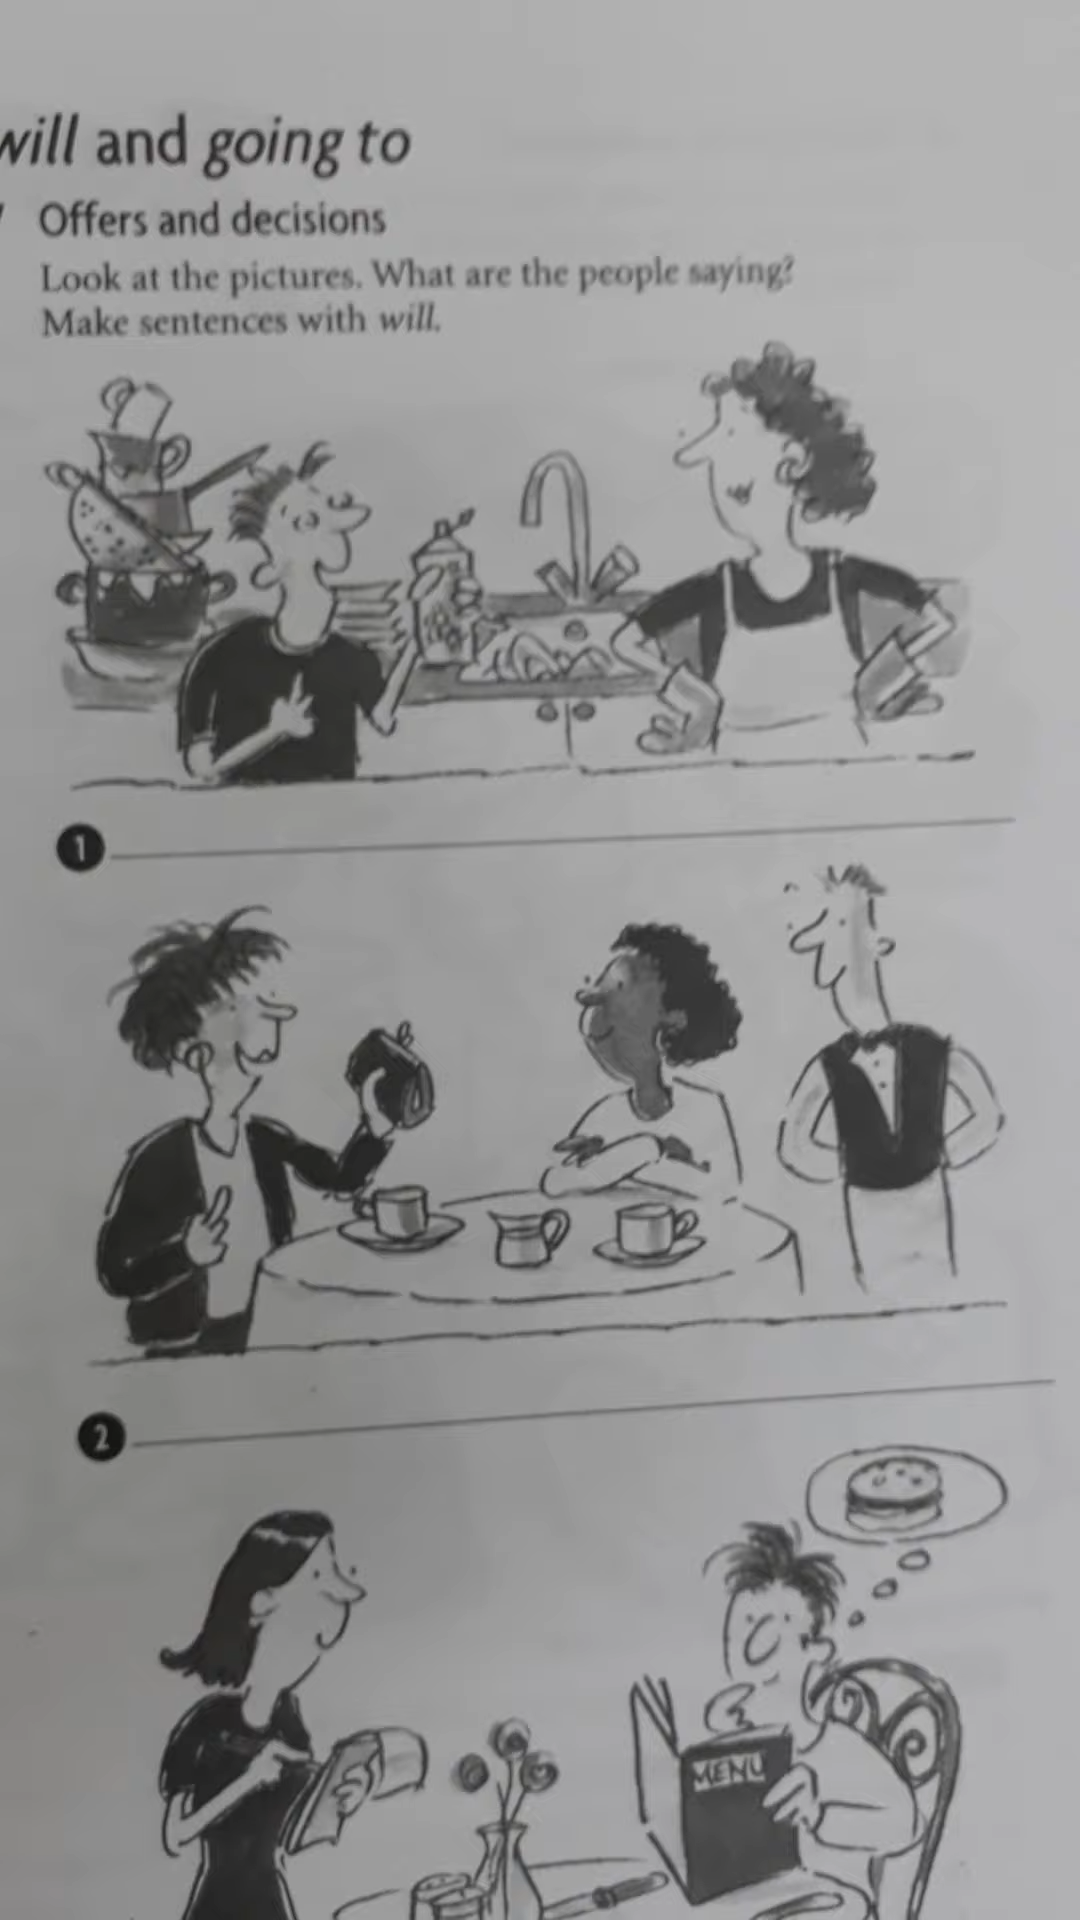 will and going to
Offers and decisions
Look at the pictures. What are the people saying?
Make sentences with will.
1
2
MENU